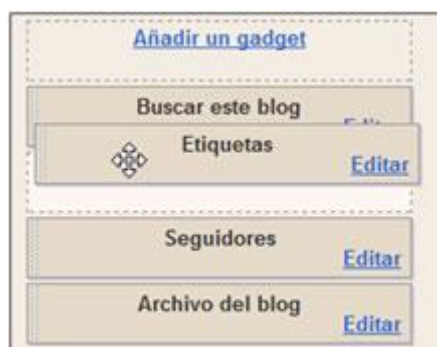 Añadir un gadget
Buscar este blog
Etiquetas
Editar
Seguidores
Editar
Archivo del blog
Editar